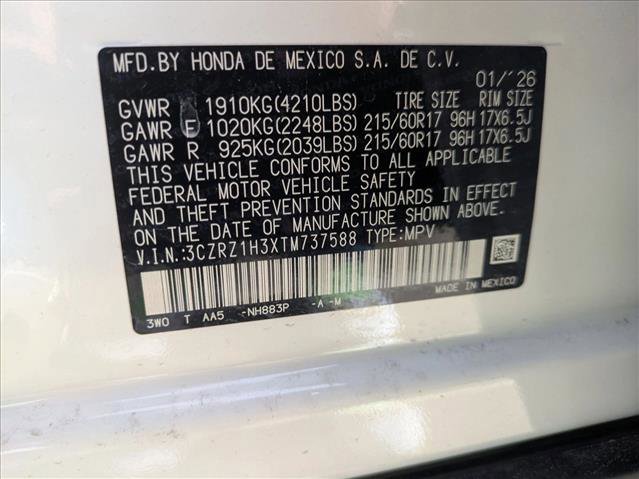 MFD.BY HONDA DE MEXICO S.A. DE C.V.
01/´26
GVWR 1910KG(4210LBS) TIRE SIZE RIM SIZE
GAWR F 1020KG(2248LBS) 215/60R17 96H 17X6.5J
GAWR R 925KG(2039LBS) 215/60R17 96H 17X6.5J
THIS VEHICLE CONFORMS TO ALL APPLICABLE
FEDERAL MOTOR VEHICLE SAFETY
AND THEFT PREVENTION STANDARDS IN EFFECT
ON THE DATE OF MANUFACTURE SHOWN ABOVE.
V.I.N.:3CZRZ1H3XTM737588 TYPE:MPV
3W0 T AA5 -NH883P -A -M
MADE IN MEXICO